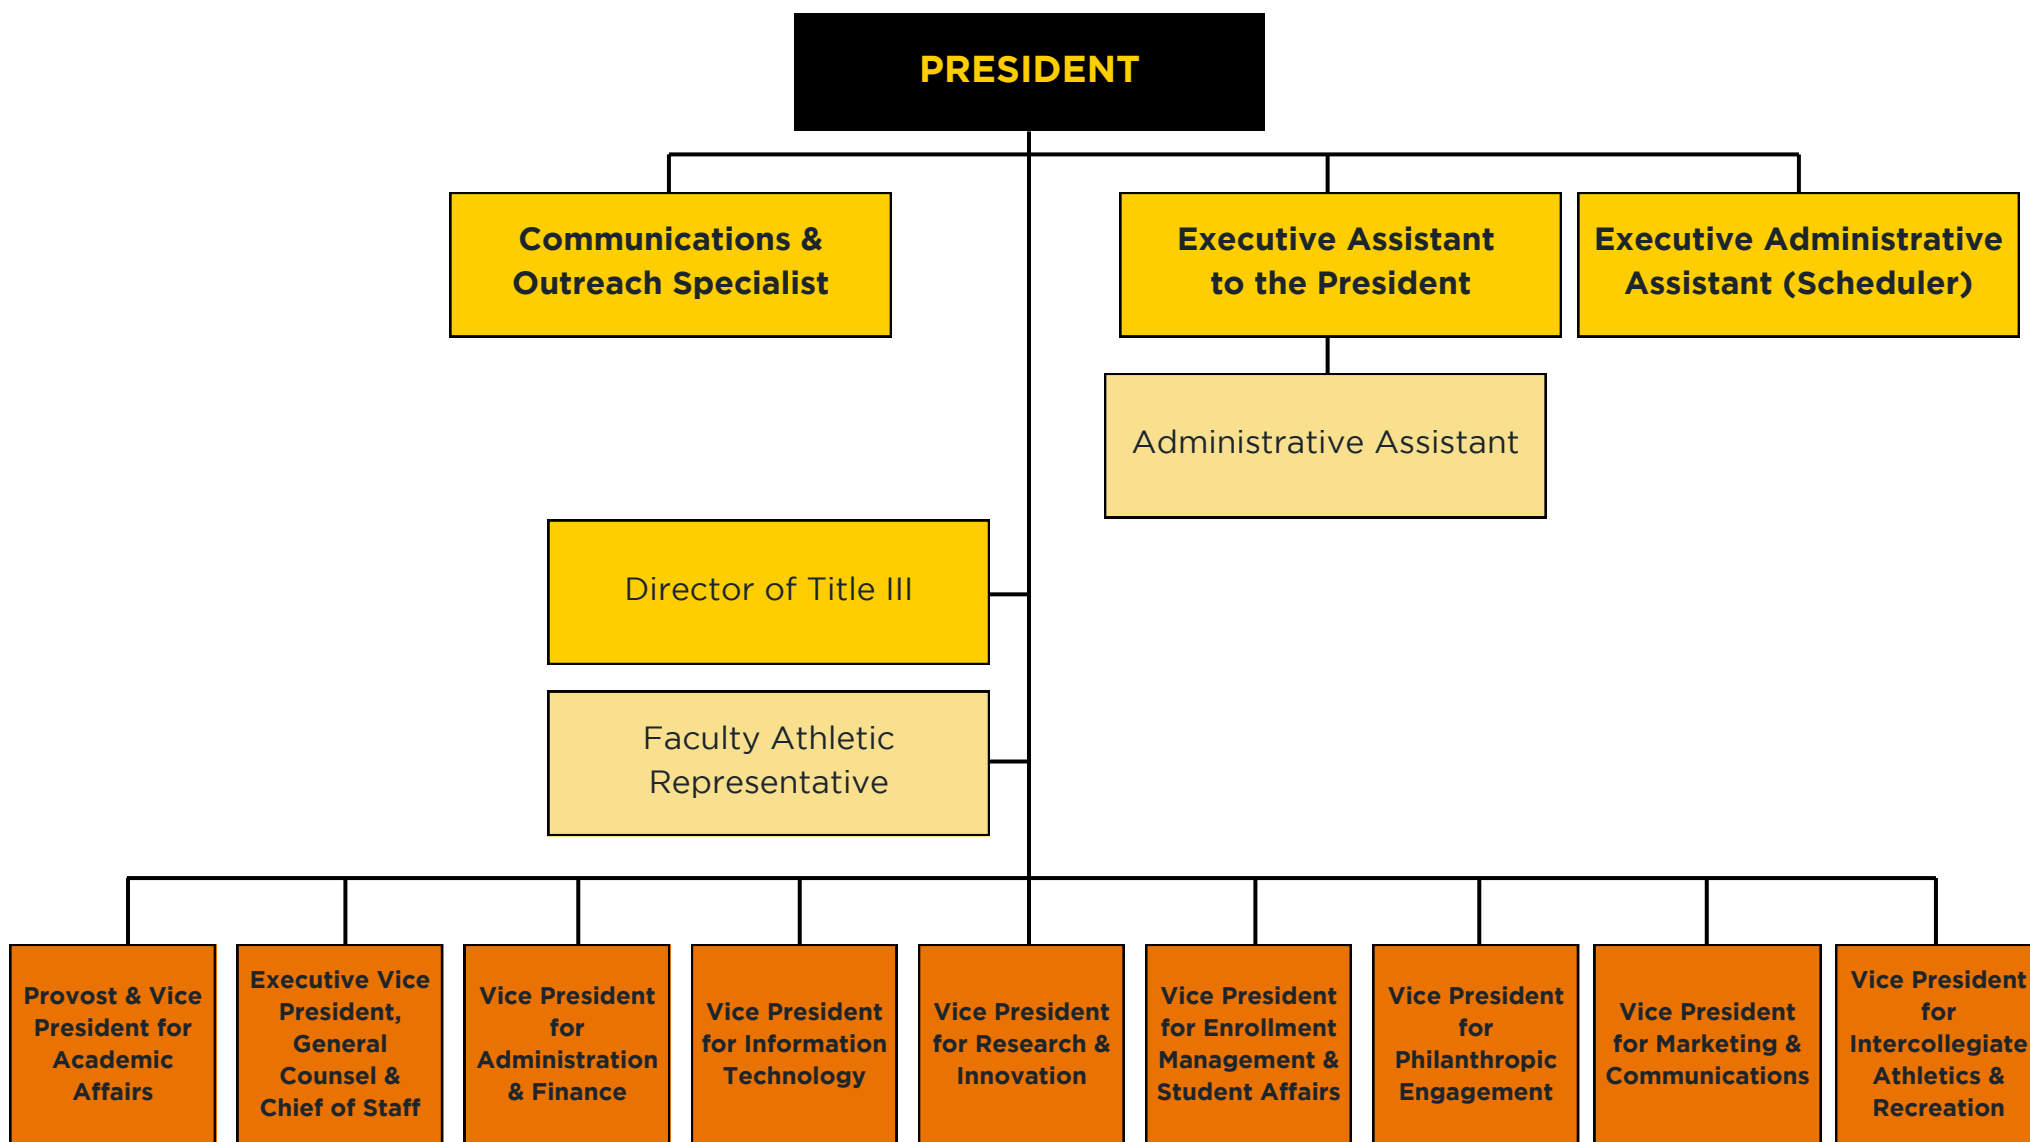 PRESIDENT
Communications &
Outreach Specialist
Executive Assistant
to the President
Executive Administrative
Assistant (Scheduler)
Administrative Assistant
Director of Title III
Faculty Athletic
Representative
Provost & Vice
President for
Academic
Affairs
Executive Vice
President,
General
Counsel &
Chief of Staff
Vice President
for
Administration
& Finance
Vice President
for Information
Technology
Vice President
for Research &
Innovation
Vice President
for Enrollment
Management &
Student Affairs
Vice President
for
Philanthropic
Engagement
Vice President
for Marketing &
Communications
Vice President
for
Intercollegiate
Athletics &
Recreation